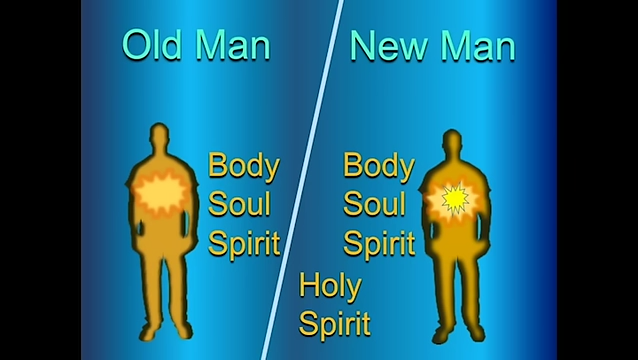 Old Man
Body
Soul
Spirit
New Man
Body
Soul
Spirit
Holy
Spirit